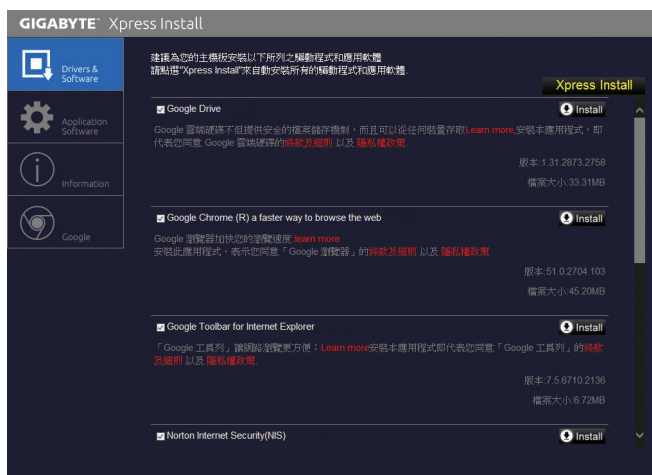 GIGABYTE™ Xpress Install
Drivers &
Software
Application
Software
Information
Google
建議為您的主機板安裝以下所列之驅動程式和應用軟體
請點選"Xpress Install"來自動安裝所有的驅動程式和應用軟體.
Xpress Install
Google Drive
Install
Google 雲端硬碟不但提供安全的檔案儲存機制，而且可以從任何裝置存取Learn more,安裝本應用程式，即
代表您同意 Google 雲端硬碟的條款及細則 以及 隱私權政策.
版本:1.31.2873.2758
檔案大小:33.31MB
Google Chrome (R) a faster way to browse the web
Install
Google 瀏覽器加快您的瀏覽速度:learn more
安裝此應用程式，表示您同意「Google 瀏覽器」的條款及細則 以及 隱私權政策.
版本:51.0.2704.103
檔案大小:45.20MB
Google Toolbar for Internet Explorer
Install
「Google 工具列」讓網路瀏覽更方便：Learn more安裝本應用程式即代表您同意「Google 工具列」的條款
及細則 以及 隱私權政策.
版本:7.5.6710.2136
檔案大小:6.72MB
Norton Internet Security(NIS)
Install